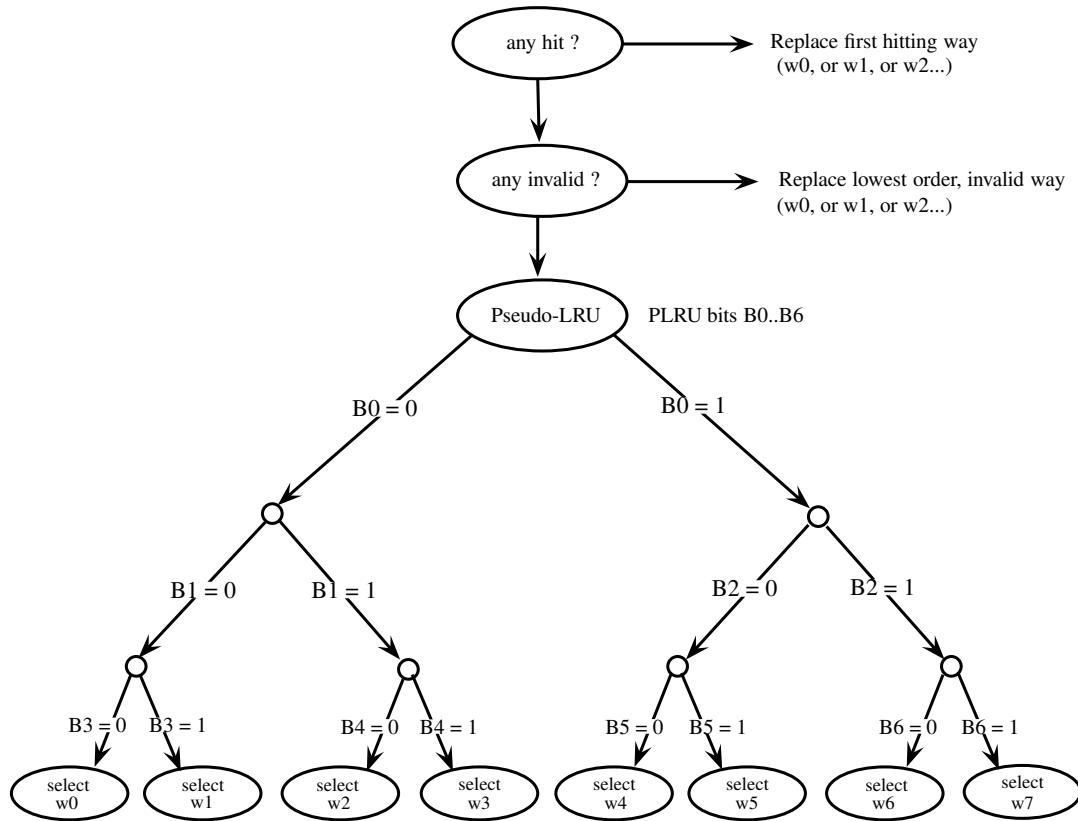 any hit ?
Replace first hitting way
(w0, or w1, or w2...)
any invalid ?
Replace lowest order, invalid way
(w0, or w1, or w2...)
Pseudo-LRU
PLRU bits B0..B6
B0 = 0
B0 = 1
B1 = 0
B1 = 1
B2 = 0
B2 = 1
B3 = 0
B3 = 1
B4 = 0
B4 = 1
B5 = 0
B5 = 1
B6 = 0
B6 = 1
select
w0
select
w1
select
w2
select
w3
select
w4
select
w5
select
w6
select
w7